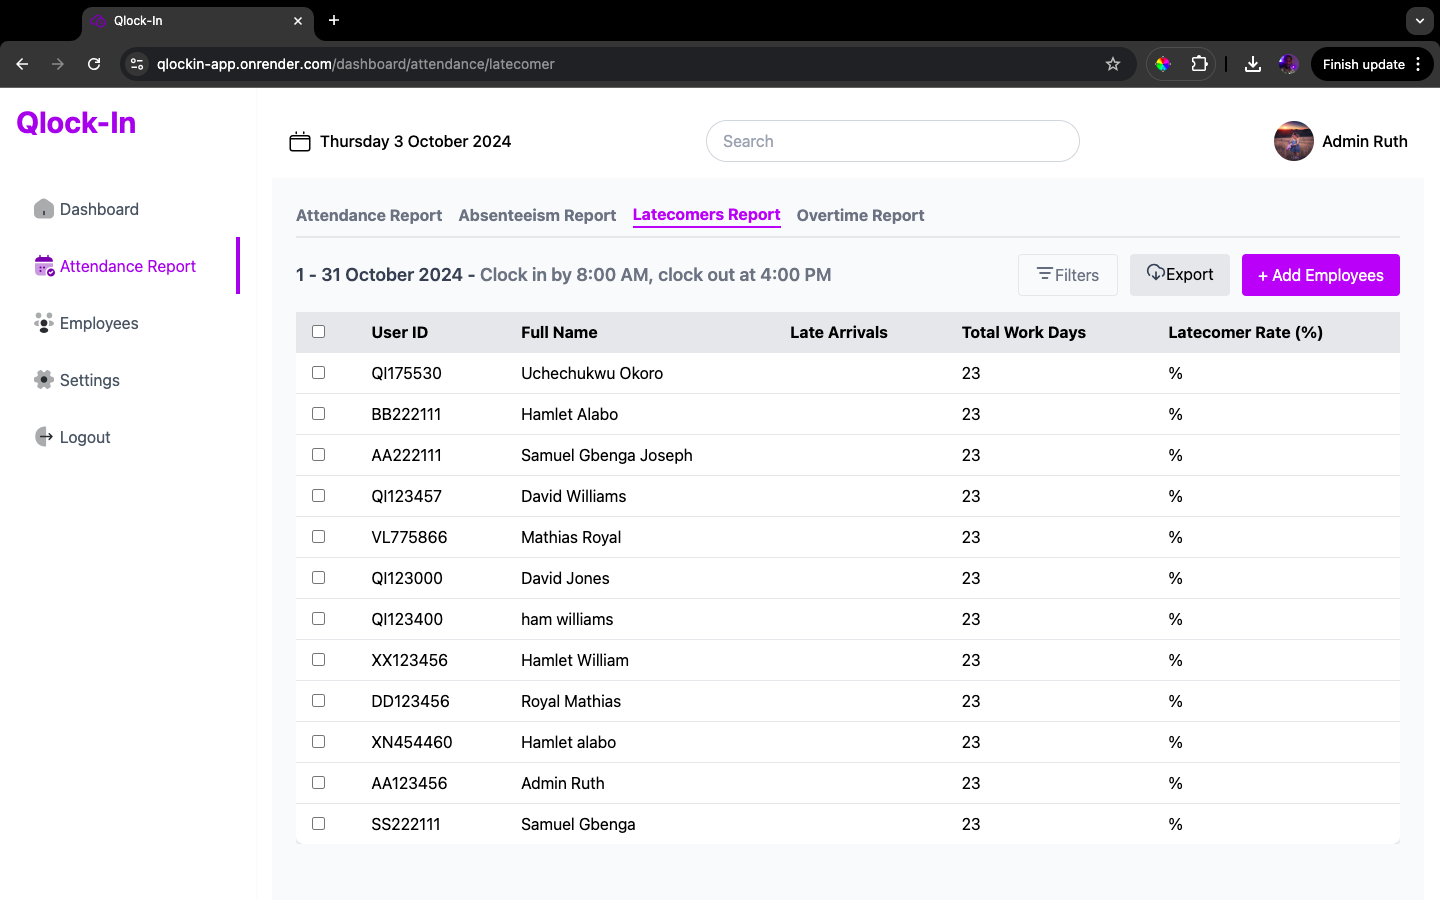 Qlock-In
qlockin-app.onrender.com/dashboard/attendance/latecomer
Finish update
Qlock-In
Thursday 3 October 2024
Search
Admin Ruth
Dashboard
Attendance Report
Employees
Settings
Logout
Attendance Report Absenteeism Report Latecomers Report Overtime Report
1 - 31 October 2024 - Clock in by 8:00 AM, clock out at 4:00 PM
Filters
Export
+ Add Employees
User ID Full Name Late Arrivals Total Work Days Latecomer Rate (%)
QI175530 Uchechukwu Okoro 23 %
BB222111 Hamlet Alabo 23 %
AA222111 Samuel Gbenga Joseph 23 %
QI123457 David Williams 23 %
VL775866 Mathias Royal 23 %
QI123000 David Jones 23 %
QI123400 ham williams 23 %
XX123456 Hamlet William 23 %
DD123456 Royal Mathias 23 %
XN454460 Hamlet alabo 23 %
AA123456 Admin Ruth 23 %
SS222111 Samuel Gbenga 23 %